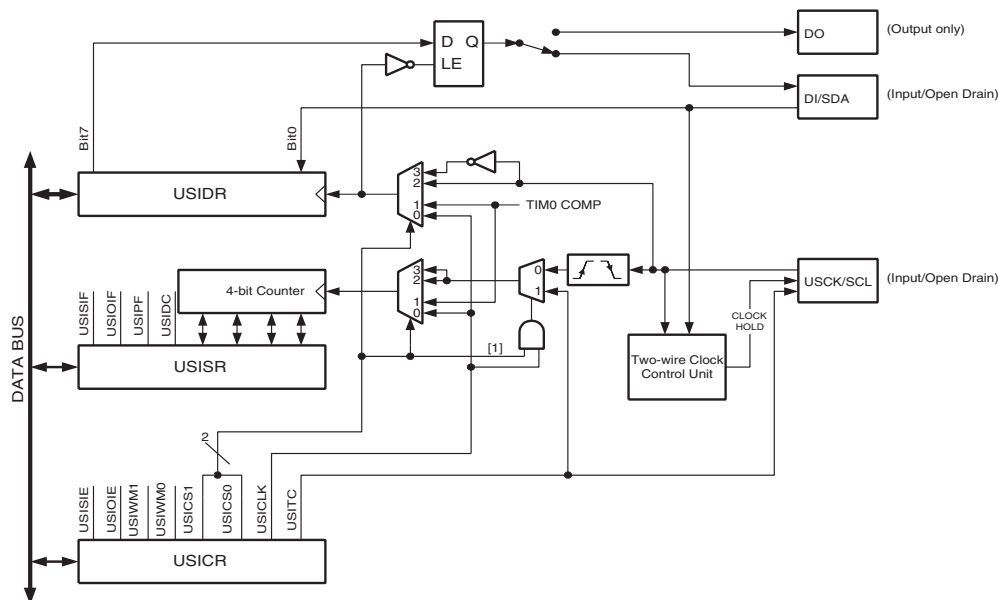 D Q
LE
DO
(Output only)
DI/SDA
(Input/Open Drain)
Bit7
Bit0
USIDR
3
2
1
0
TIM0 COMP
DATA BUS
USISIF
USIOIF
USIPF
USIDC
4-bit Counter
USISR
3
2
1
0
0
1
[1]
USCK/SCL
(Input/Open Drain)
CLOCK
HOLD
Two-wire Clock
Control Unit
2
USISIE
USIOIE
USIWM1
USIWM0
USICS1
USICS0
USICLK
USITC
USICR